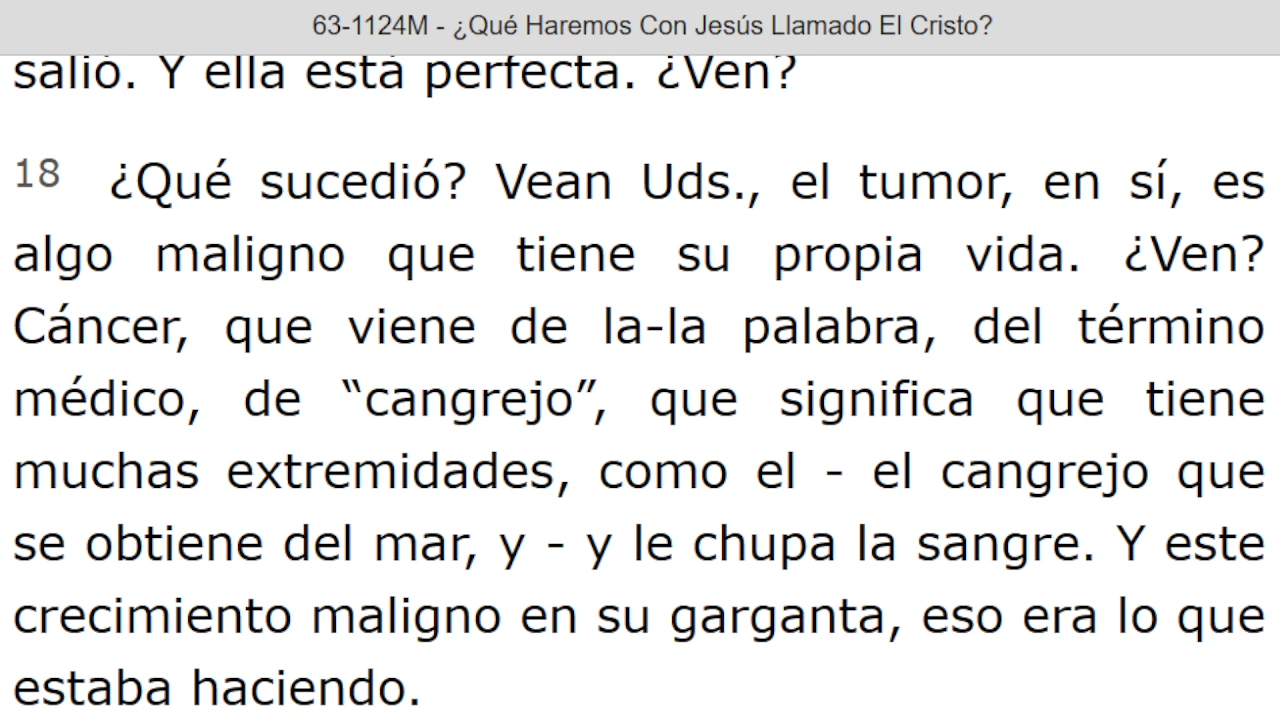 63-1124M - ¿Qué Haremos Con Jesús Llamado El Cristo?
salió. Y ella está perfecta. ¿Ven?
18 ¿Qué sucedió? Vean Uds., el tumor, en sí, es
algo maligno que tiene su propia vida. ¿Ven?
Cáncer, que viene de la-la palabra, del término
médico, de “cangrejo”, que significa que tiene
muchas extremidades, como el - el cangrejo que
se obtiene del mar, y - y le chupa la sangre. Y este
crecimiento maligno en su garganta, eso era lo que
estaba haciendo.